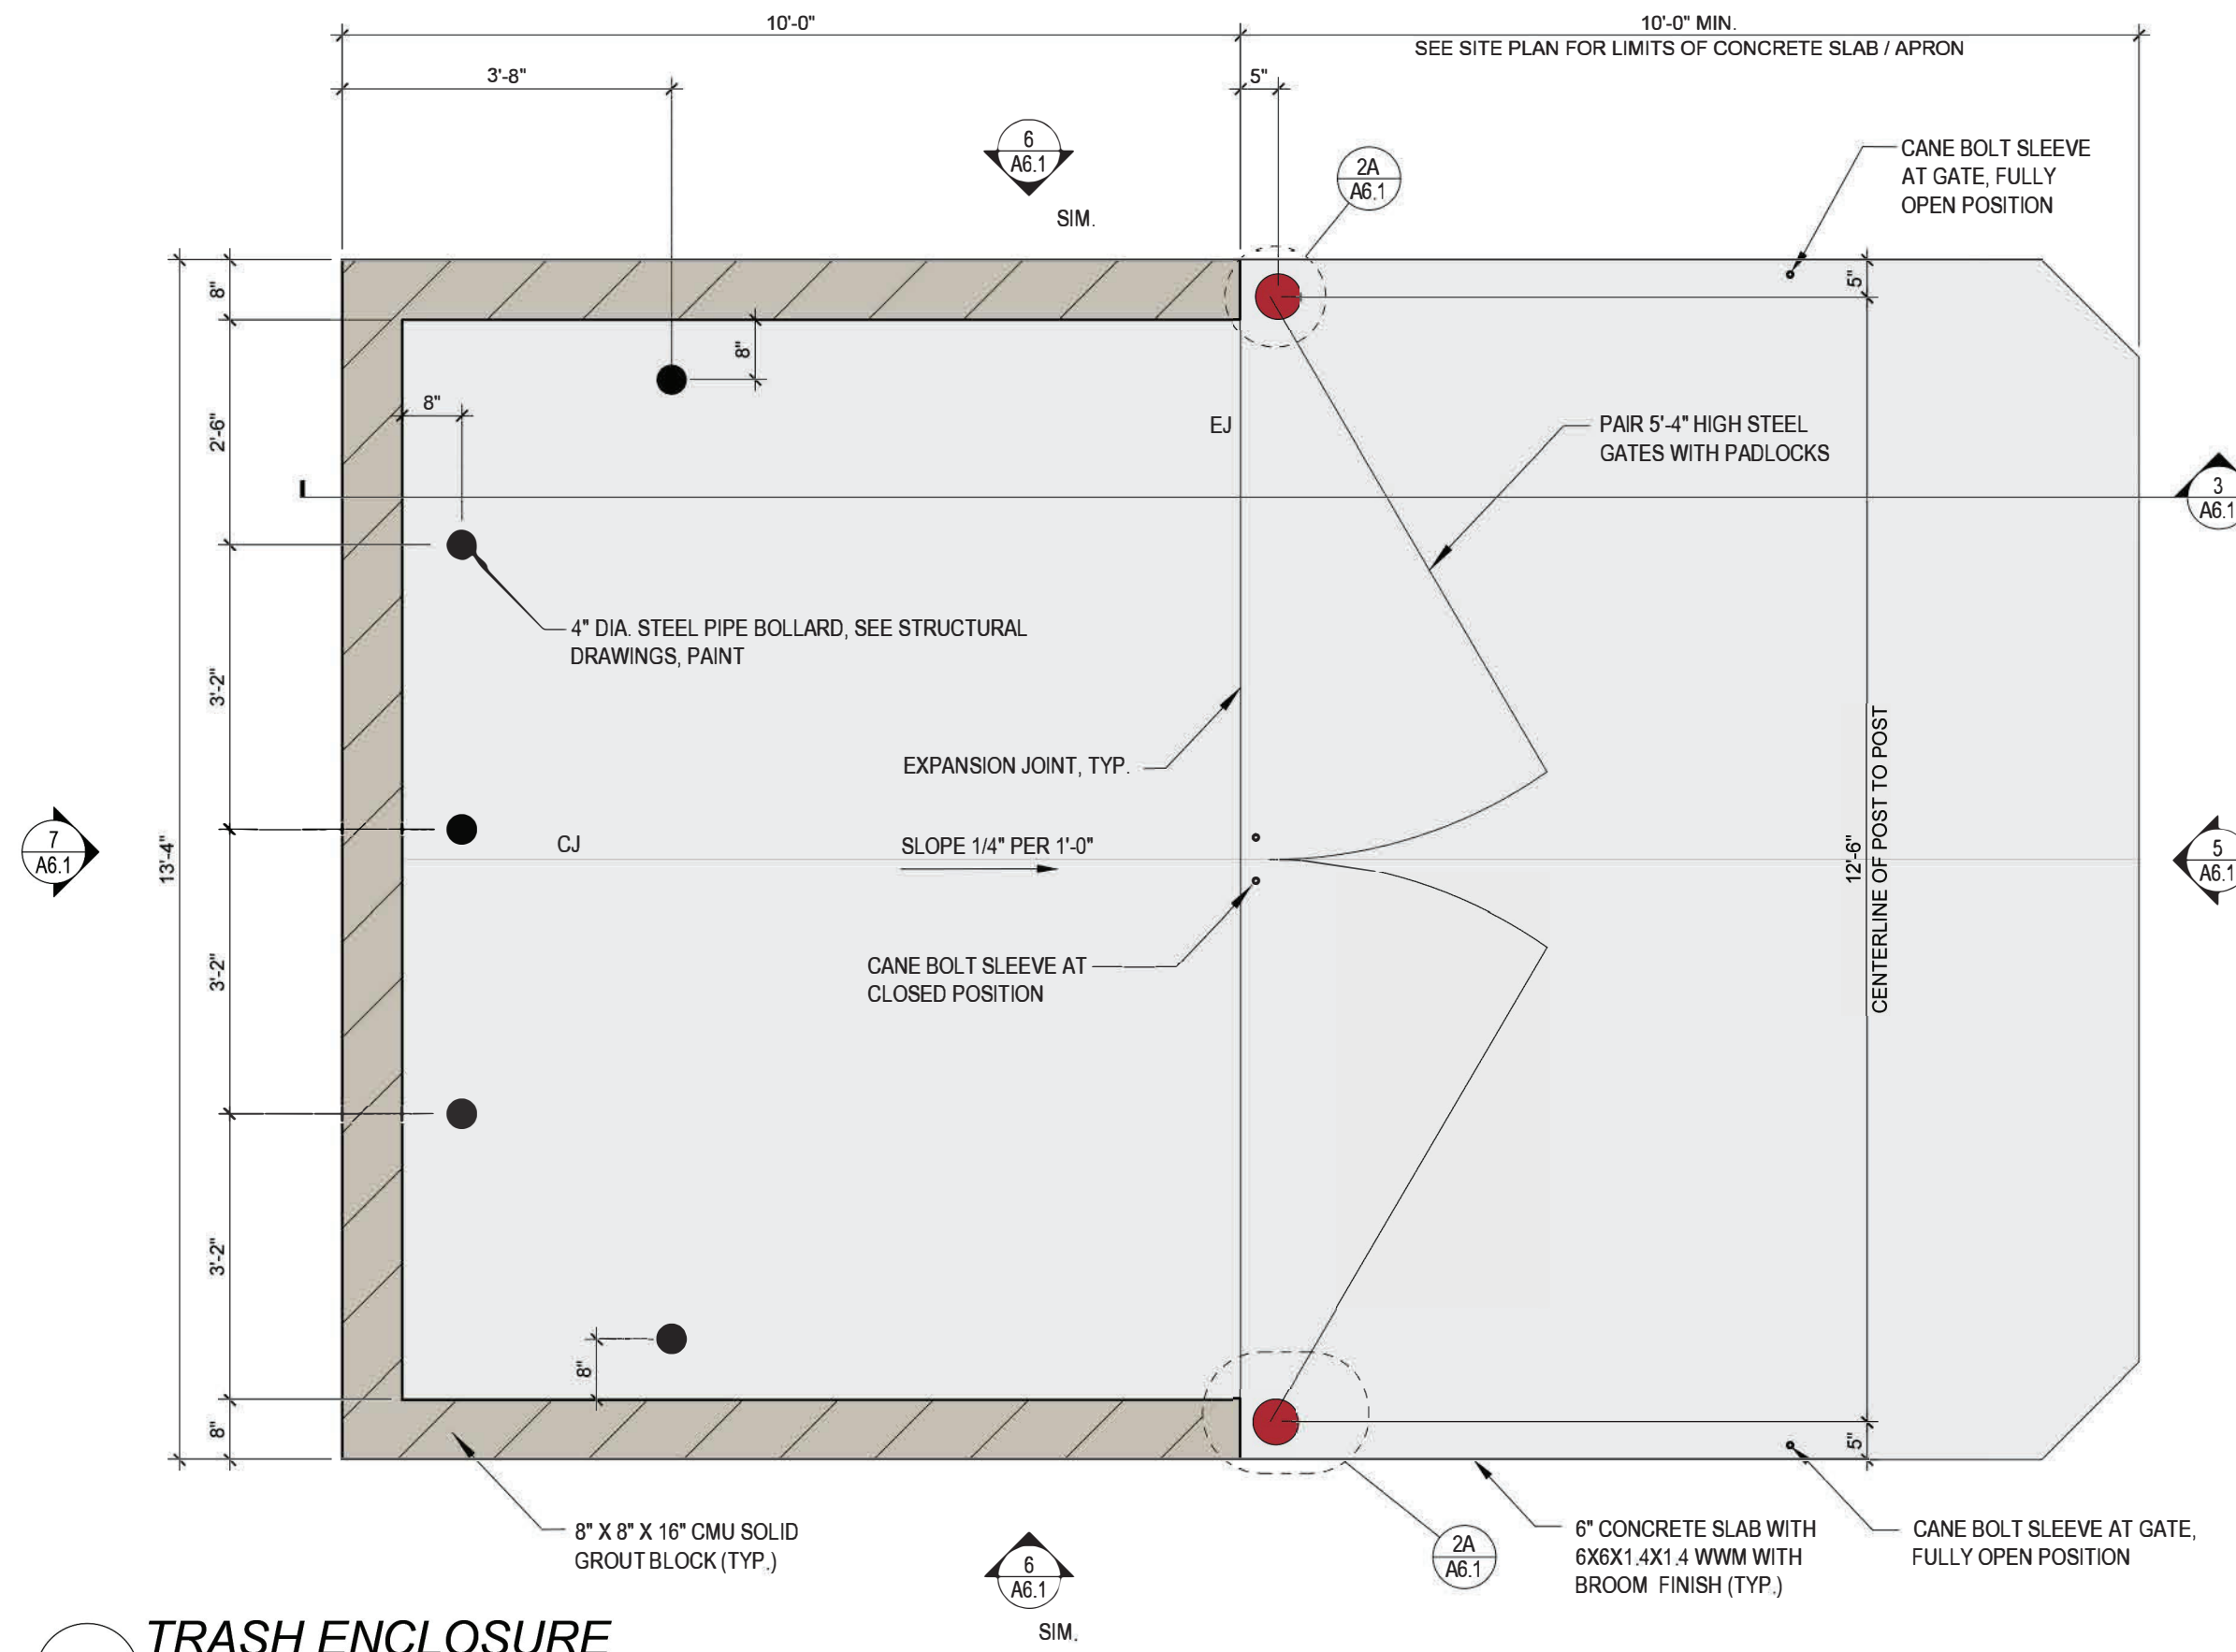 10'-0"
10'-0" MIN.
SEE SITE PLAN FOR LIMITS OF CONCRETE SLAB / APRON
3'-8"
5"
6
A6.1
SIM.
2A
A6.1
CANE BOLT SLEEVE
AT GATE, FULLY
OPEN POSITION
8"
5"
8"
8"
2'-6"
EJ
PAIR 5'-4" HIGH STEEL
GATES WITH PADLOCKS
3
A6.1
4" DIA. STEEL PIPE BOLLARD, SEE STRUCTURAL
DRAWINGS, PAINT
3'-2"
EXPANSION JOINT, TYP.
7
A6.1
13'-4"
CJ
SLOPE 1/4" PER 1'-0"
12'-6"
CENTERLINE OF POST TO POST
5
A6.1
3'-2"
CANE BOLT SLEEVE AT
CLOSED POSITION
3'-2"
8"
8"
5"
8" X 8" X 16" CMU SOLID
GROUT BLOCK (TYP.)
6
A6.1
SIM.
2A
A6.1
6" CONCRETE SLAB WITH
6X6X1.4X1.4 WWM WITH
BROOM FINISH (TYP.)
CANE BOLT SLEEVE AT GATE,
FULLY OPEN POSITION
TRASH ENCLOSURE